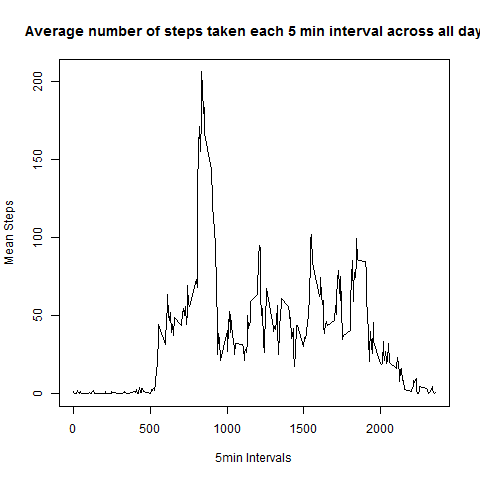 Average number of steps taken each 5 min interval across all day
200
150
100
50
0
Mean Steps
0 500 1000 1500 2000
5min Intervals